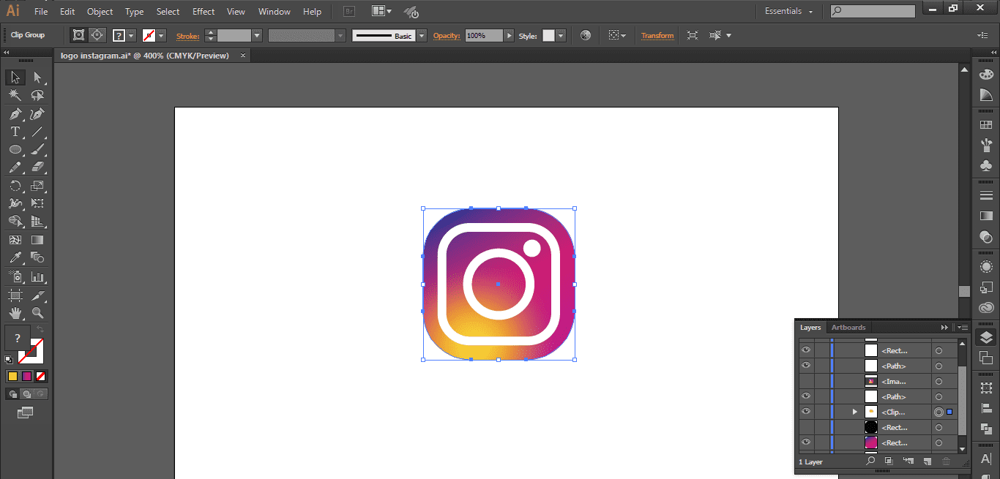 Ai File Edit Object Type Select Effect View Window Help Br Essentials
Clip Group ? Stroke: Basic Opacity: 100% Style: Transform
logo instagram.ai* @ 400% (CMYK/Preview) ×
T
?
Layers Artboards
<Rect...
<Path>
<Ima...
<Path>
<Clip...
<Rect...
<Rect...
1 Layer
A